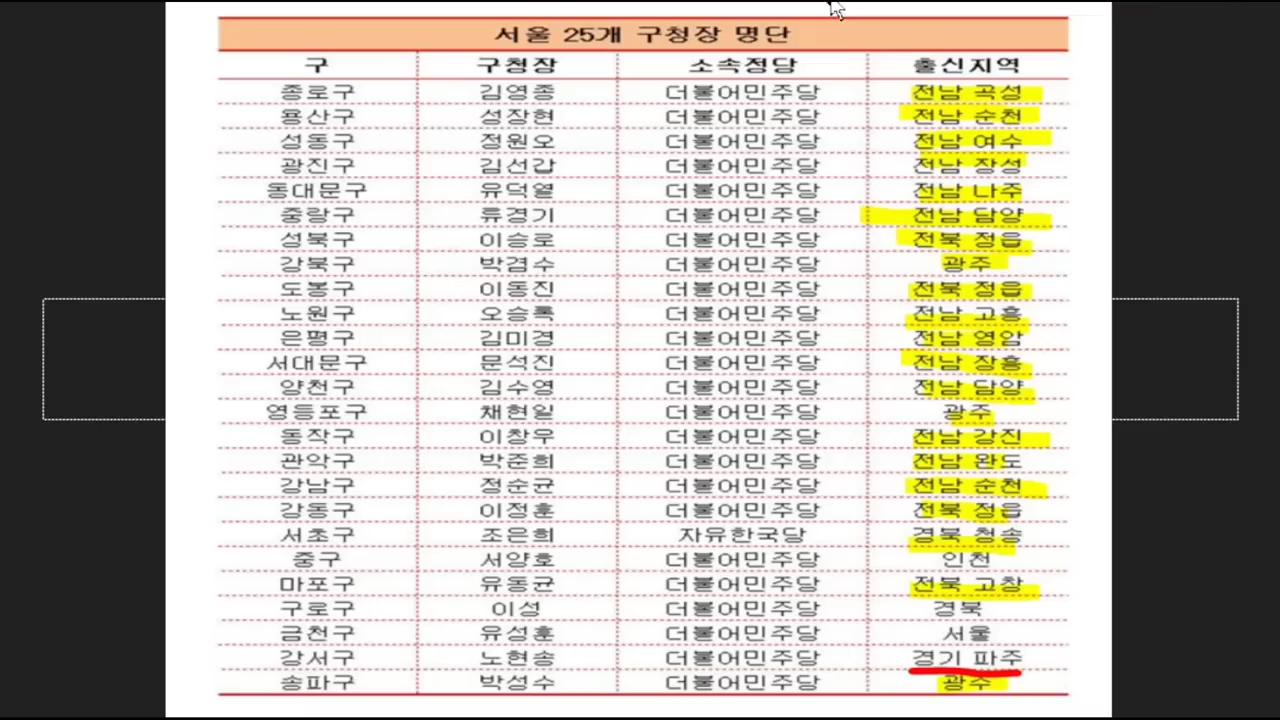 서울 25개 구청장 명단
구 구청장 소속정당 출신지역
종로구 김영종 더불어민주당 전남 곡성
용산구 성장현 더불어민주당 전남 순천
성동구 정원오 더불어민주당 전남 여수
광진구 김선갑 더불어민주당 전남 장성
동대문구 유덕열 더불어민주당 전남 나주
중랑구 류경기 더불어민주당 전남 담양
성북구 이승로 더불어민주당 전북 정읍
강북구 박겸수 더불어민주당 광주
도봉구 이동진 더불어민주당 전북 정읍
노원구 오승록 더불어민주당 전남 고흥
은평구 김미경 더불어민주당 전남 영암
서대문구 문석진 더불어민주당 전남 장흥
양천구 김수영 더불어민주당 전남 담양
영등포구 채현일 더불어민주당 광주
동작구 이창우 더불어민주당 전남 강진
관악구 박준희 더불어민주당 전남 완도
강남구 정순균 더불어민주당 전남 순천
강동구 이정훈 더불어민주당 전북 정읍
서초구 조은희 자유한국당 경북 청송
중구 서양호 더불어민주당 인천
마포구 유동균 더불어민주당 전북 고창
구로구 이성 더불어민주당 경북
금천구 유성훈 더불어민주당 서울
강서구 노현송 더불어민주당 경기 파주
송파구 박성수 더불어민주당 광주